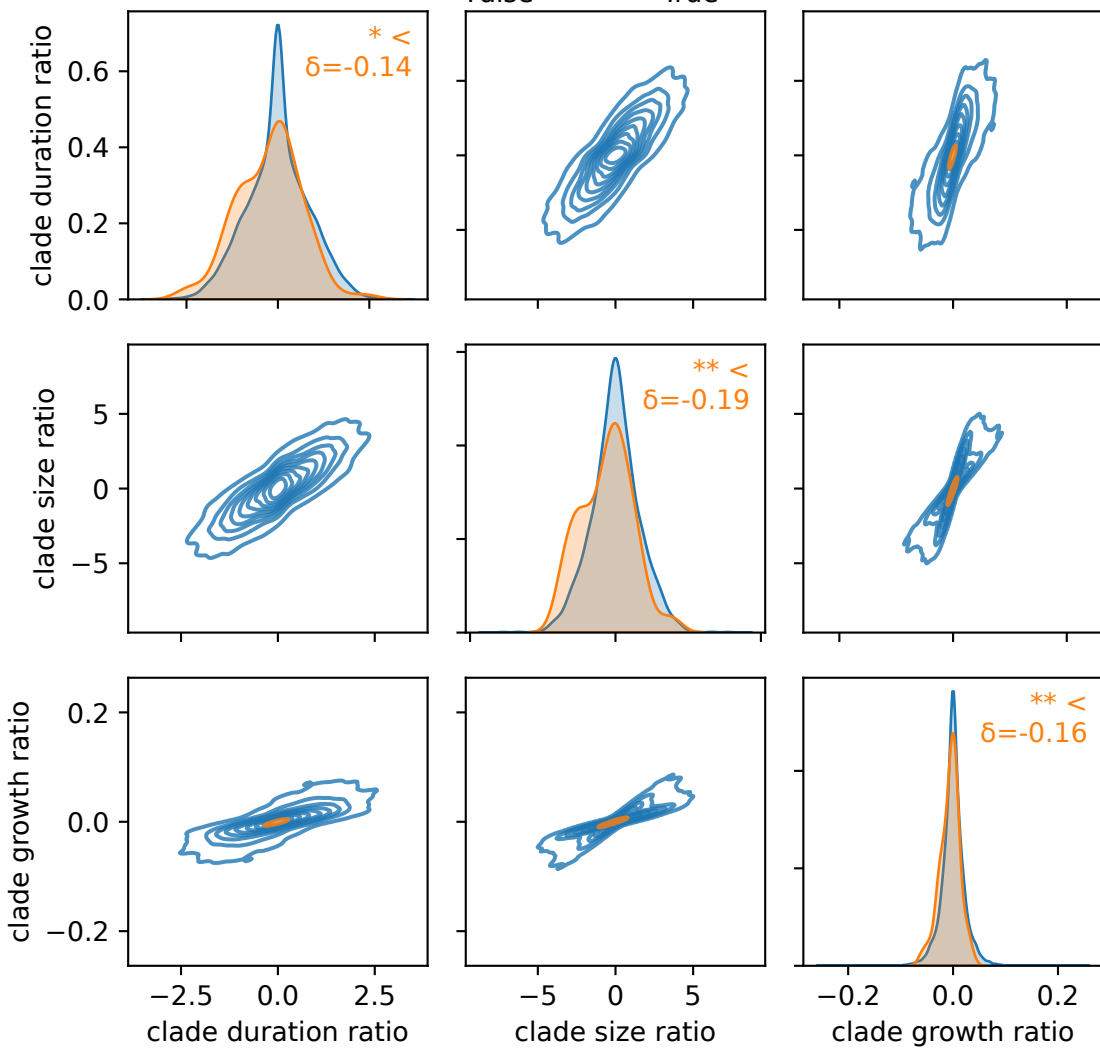 True
clade duration ratio
0.6
0.4
0.2
0.0
* <
δ=-0.14
clade size ratio
5
0
−5
** <
δ=-0.19
clade growth ratio
0.2
0.0
−0.2
** <
δ=-0.16
−2.5
0.0
2.5
clade duration ratio
−5
0
5
clade size ratio
−0.2
0.0
0.2
clade growth ratio